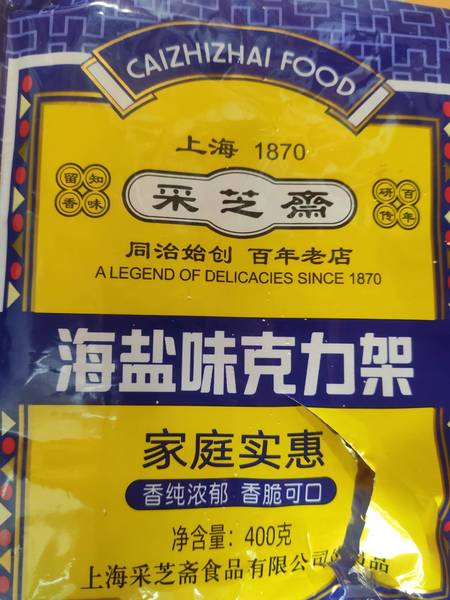 CAIZHIZHAI FOOD
上海 1870
留知
香味
采芝斋
研百
传年
同治始创 百年老店
A LEGEND OF DELICACIES SINCE 1870
海盐味克力架
家庭实惠
香纯浓郁 香脆可口
净含量：400克
上海采芝斋食品有限公司 品